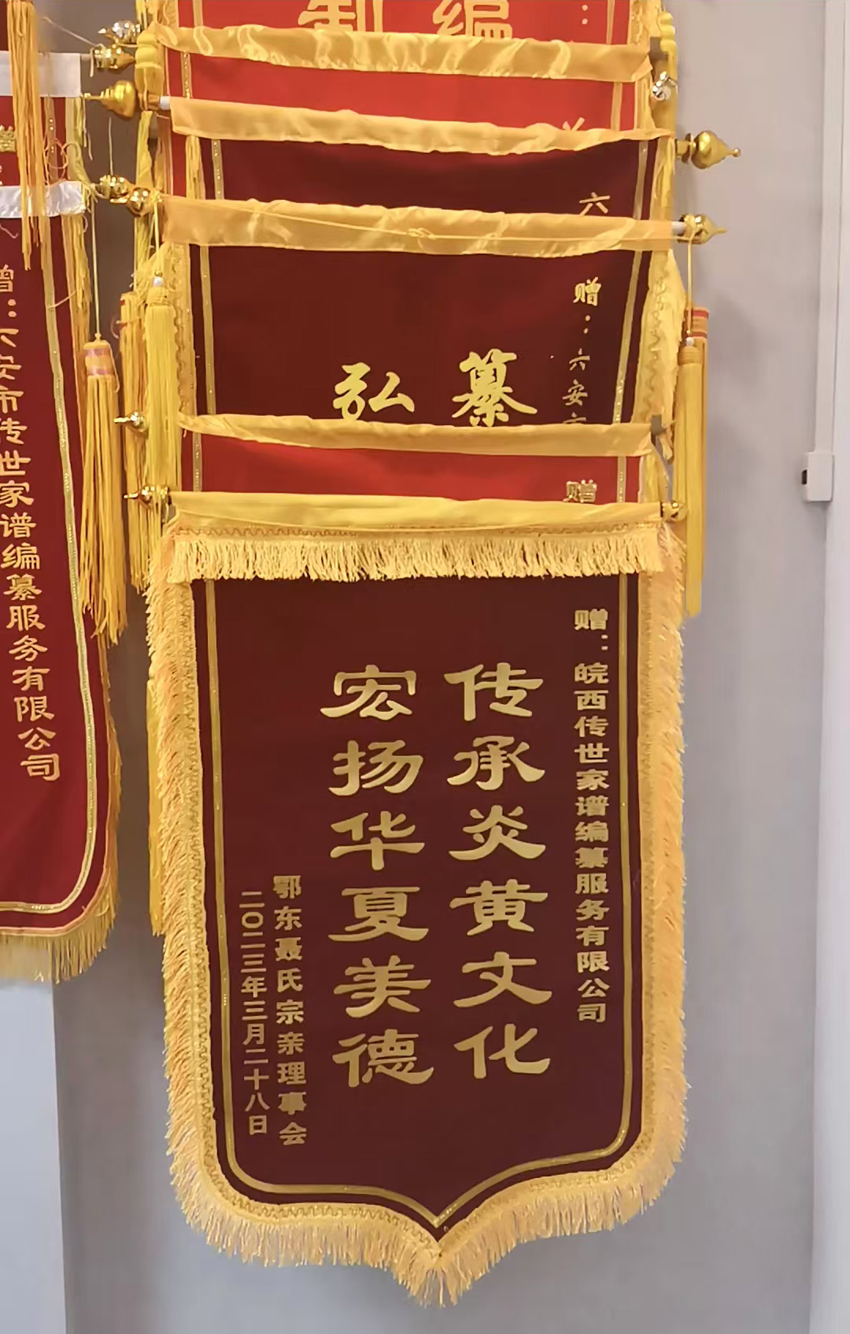 赠：皖西传世家谱编纂服务有限公司
传承炎黄文化
宏扬华夏美德
鄂东聂氏宗亲理事会
二〇二三年三月二十八日
赠
赠：六安
纂
弘
六
编
制
赠：六安市传世家谱编纂服务有限公司